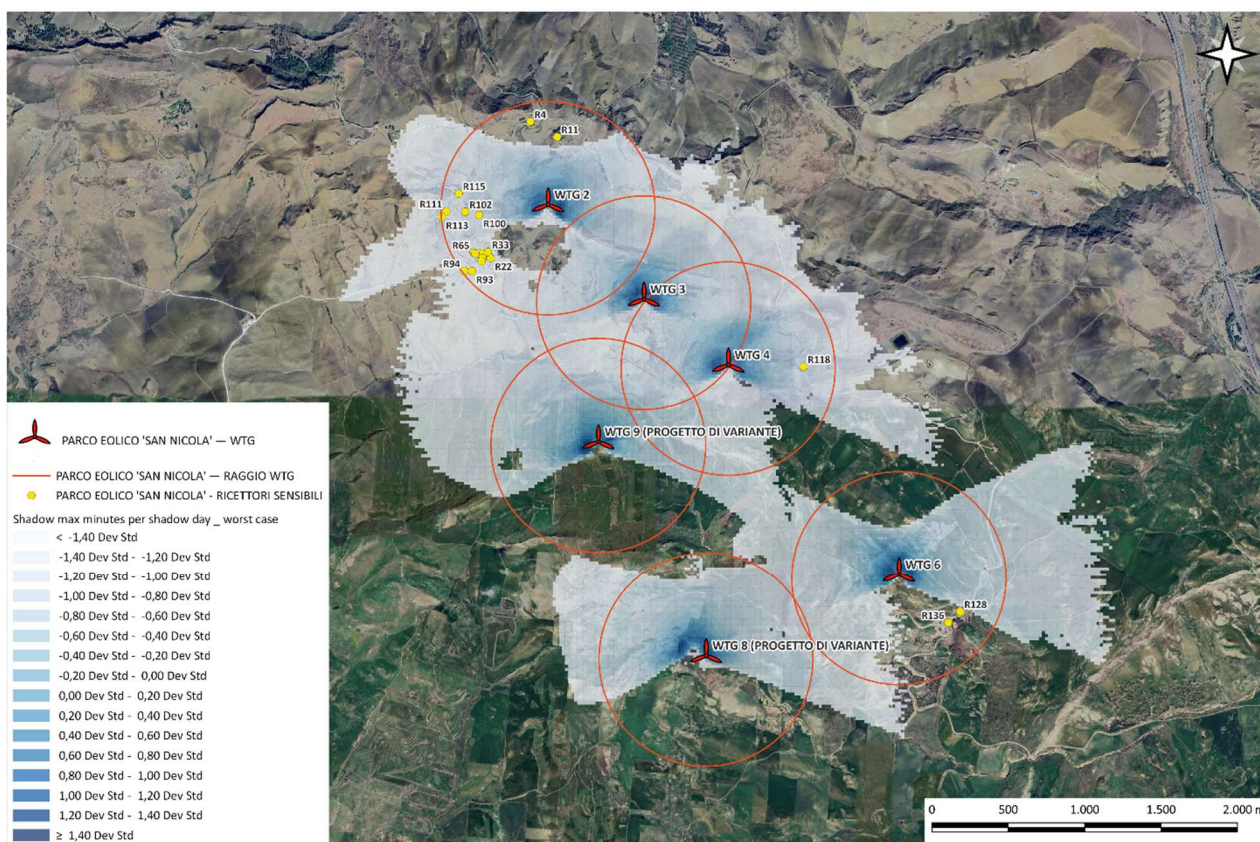 R4
R11
R115
WTG 2
R111
R102
R113
R100
R65
R33
R94
R22
R93
WTG 3
WTG 4
R118
WTG 9 (PROGETTO DI VARIANTE)
WTG 6
R128
R136
WTG 8 (PROGETTO DI VARIANTE)
PARCO EOLICO 'SAN NICOLA' — WTG
PARCO EOLICO 'SAN NICOLA' — RAGGIO WTG
PARCO EOLICO 'SAN NICOLA' - RICETTORI SENSIBILI
Shadow max minutes per shadow day _ worst case
< -1,40 Dev Std
-1,40 Dev Std - -1,20 Dev Std
-1,20 Dev Std - -1,00 Dev Std
-1,00 Dev Std - -0,80 Dev Std
-0,80 Dev Std - -0,60 Dev Std
-0,60 Dev Std - -0,40 Dev Std
-0,40 Dev Std - -0,20 Dev Std
-0,20 Dev Std - 0,00 Dev Std
0,00 Dev Std - 0,20 Dev Std
0,20 Dev Std - 0,40 Dev Std
0,40 Dev Std - 0,60 Dev Std
0,60 Dev Std - 0,80 Dev Std
0,80 Dev Std - 1,00 Dev Std
1,00 Dev Std - 1,20 Dev Std
1,20 Dev Std - 1,40 Dev Std
≥ 1,40 Dev Std
0 500 1.000 1.500 2.000 m